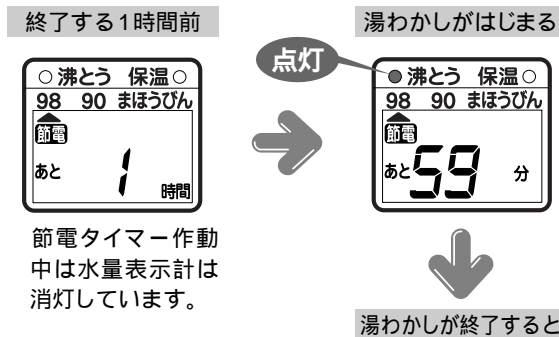 終了する1時間前
○沸とう 保温○
98 90 まほうびん
節電
あと 1 時間
節電タイマー作動
中は水量表示計は
消灯しています。
湯わかしがはじまる
点灯
●沸とう 保温○
98 90 まほうびん
節電
あと 59 分
湯わかしが終了すると